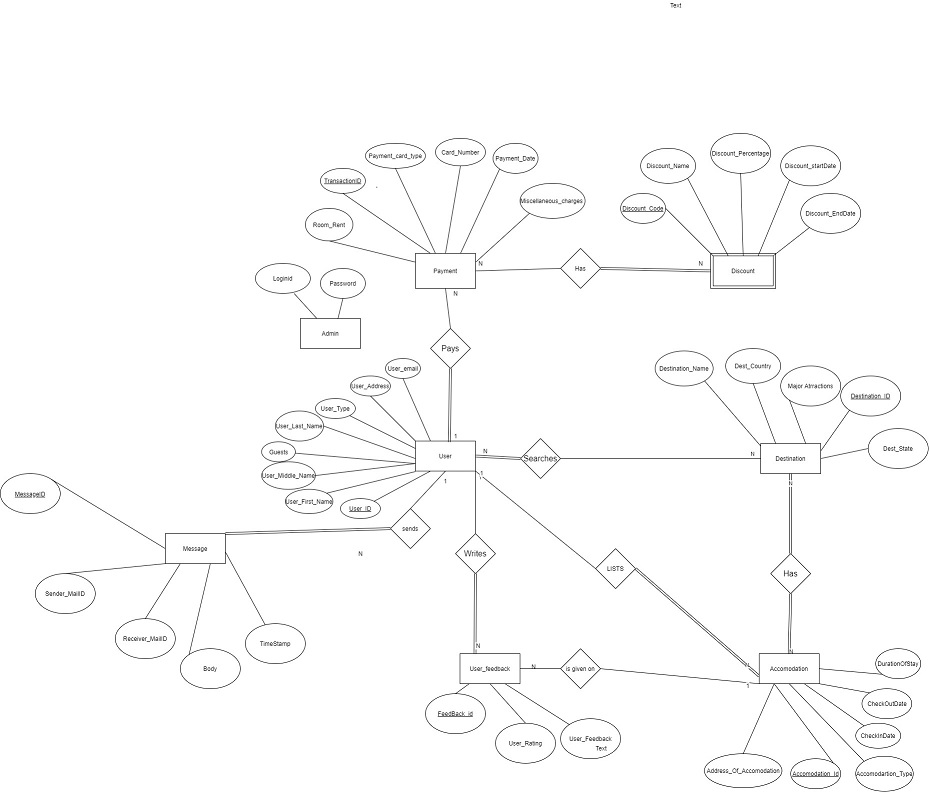 Text
Payment_card_type
Card_Number
Payment_Date
TransactionID
Miscellaneous_charges
Room_Rent
Discount_Name
Discount_Percentage
Discount_startDate
Discount_Code
Discount_EndDate
Payment
N
Has
N
Discount
N
Loginid
Password
Admin
Pays
User_email
User_Address
User_Type
User_Last_Name
Guests
User_Middle_Name
User_First_Name
User_ID
1
User
N
Searches
N
Destination
Destination_Name
Dest_Country
Major Atrractions
Destination_ID
Dest_State
1
1
N
MessageID
Message
sends
N
Sender_MailID
Receiver_MailID
Body
TimeStamp
Writes
LISTS
Has
N
N
N
User_feedback
N
is given on
1
Accomodation
FeedBack_id
User_Rating
User_Feedback
Text
DurationOfStay
CheckOutDate
CheckInDate
Address_Of_Accomodation
Accomodation_Id
Accomodartion_Type